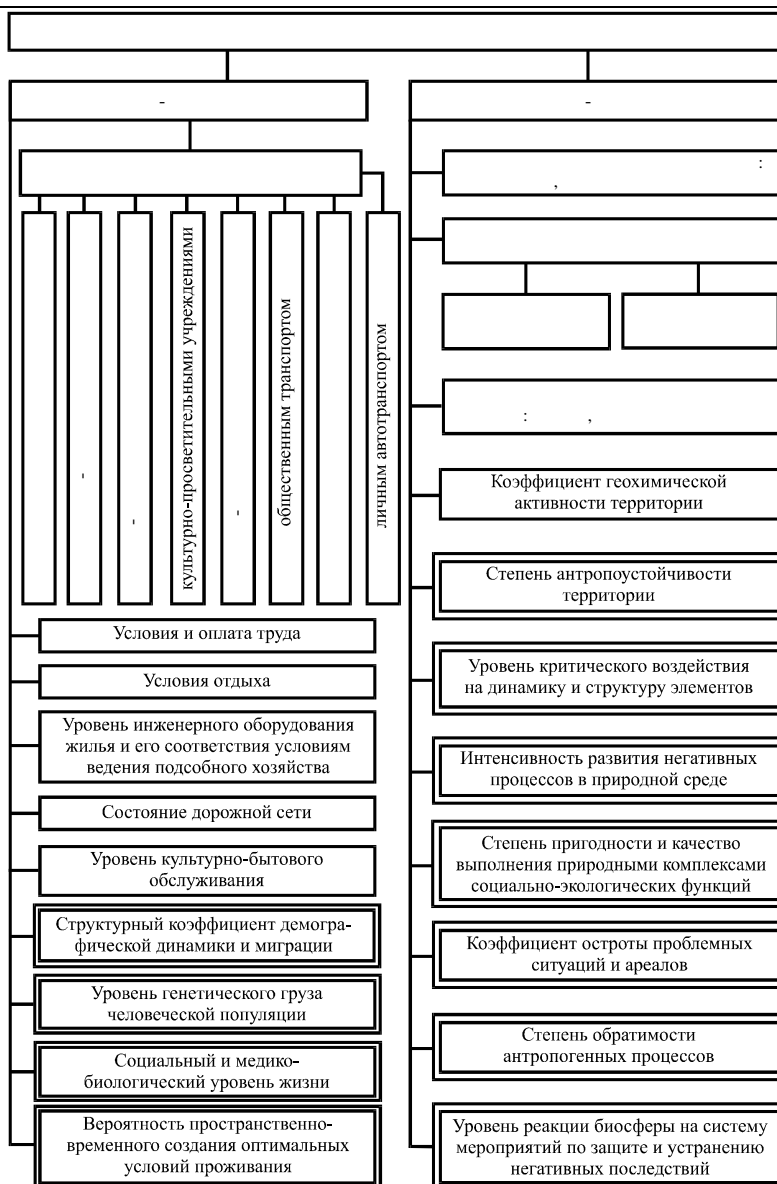 -
-
:
,
культурно-просветительными учреждениями
общественным транспортом
личным автотранспортом
-
-
-
:
,
Условия и оплата труда
Условия отдыха
Уровень инженерного оборудования
жилья и его соответствия условиям
ведения подсобного хозяйства
Состояние дорожной сети
Уровень культурно-бытового
обслуживания
Структурный коэффициент демогра-
фической динамики и миграции
Уровень генетического груза
человеческой популяции
Социальный и медико-
биологический уровень жизни
Вероятность пространственно-
временного создания оптимальных
условий проживания
Коэффициент геохимической
активности территории
Степень антропоустойчивости
территории
Уровень критического воздействия
на динамику и структуру элементов
Интенсивность развития негативных
процессов в природной среде
Степень пригодности и качество
выполнения природными комплексами
социально-экологических функций
Коэффициент остроты проблемных
ситуаций и ареалов
Степень обратимости
антропогенных процессов
Уровень реакции биосферы на систему
мероприятий по защите и устранению
негативных последствий